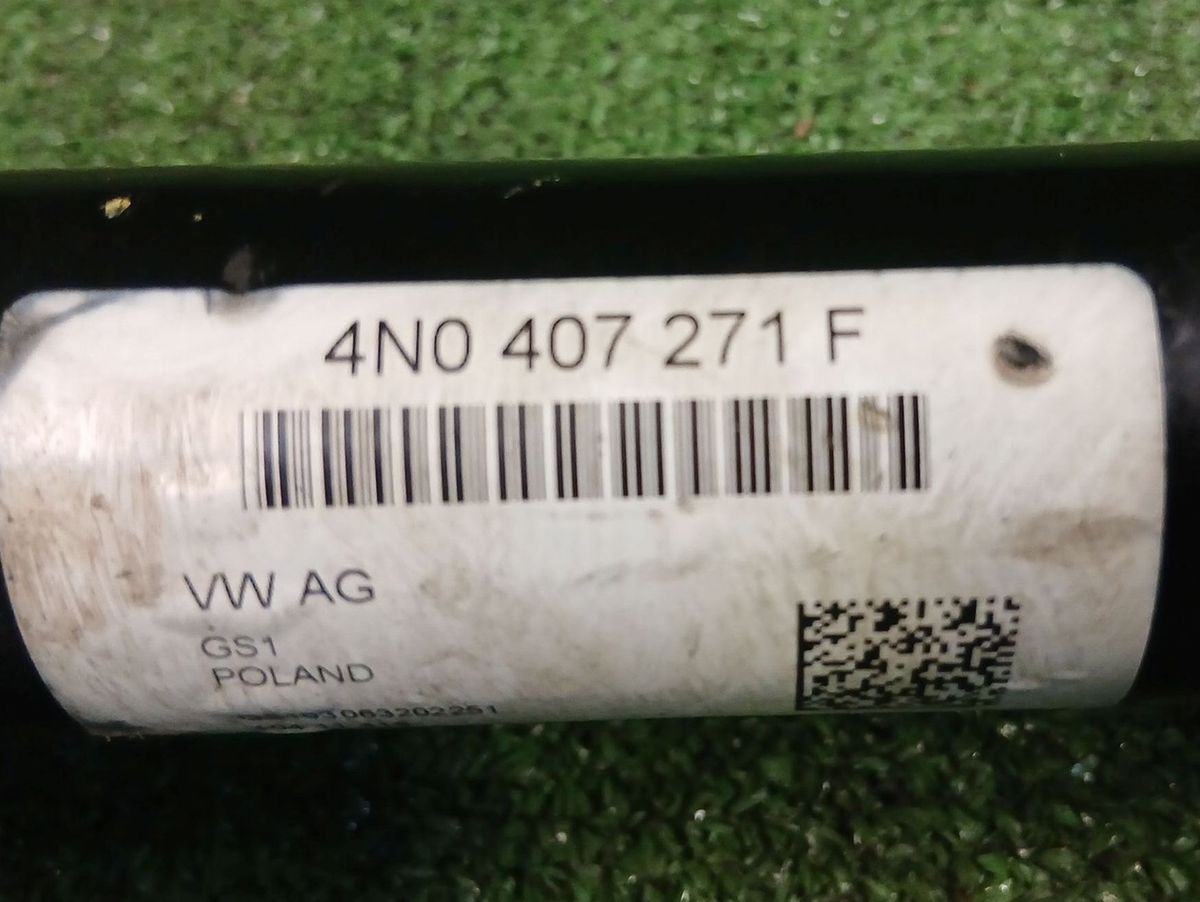 4N0 407 271 F
VW AG
GS1
POLAND